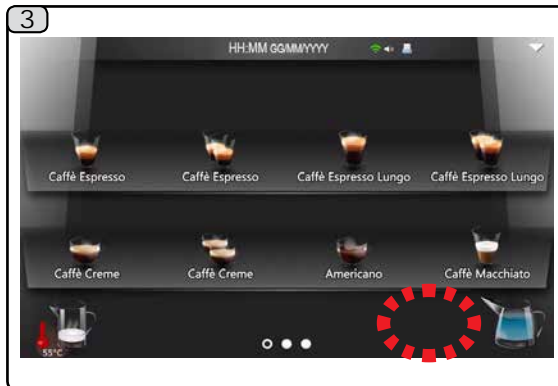 3
HH:MM GG/MM/YYYY
Caffè Espresso Caffè Espresso Caffè Espresso Lungo Caffè Espresso Lungo
Caffè Creme Caffè Creme Americano Caffè Macchiato
55°C